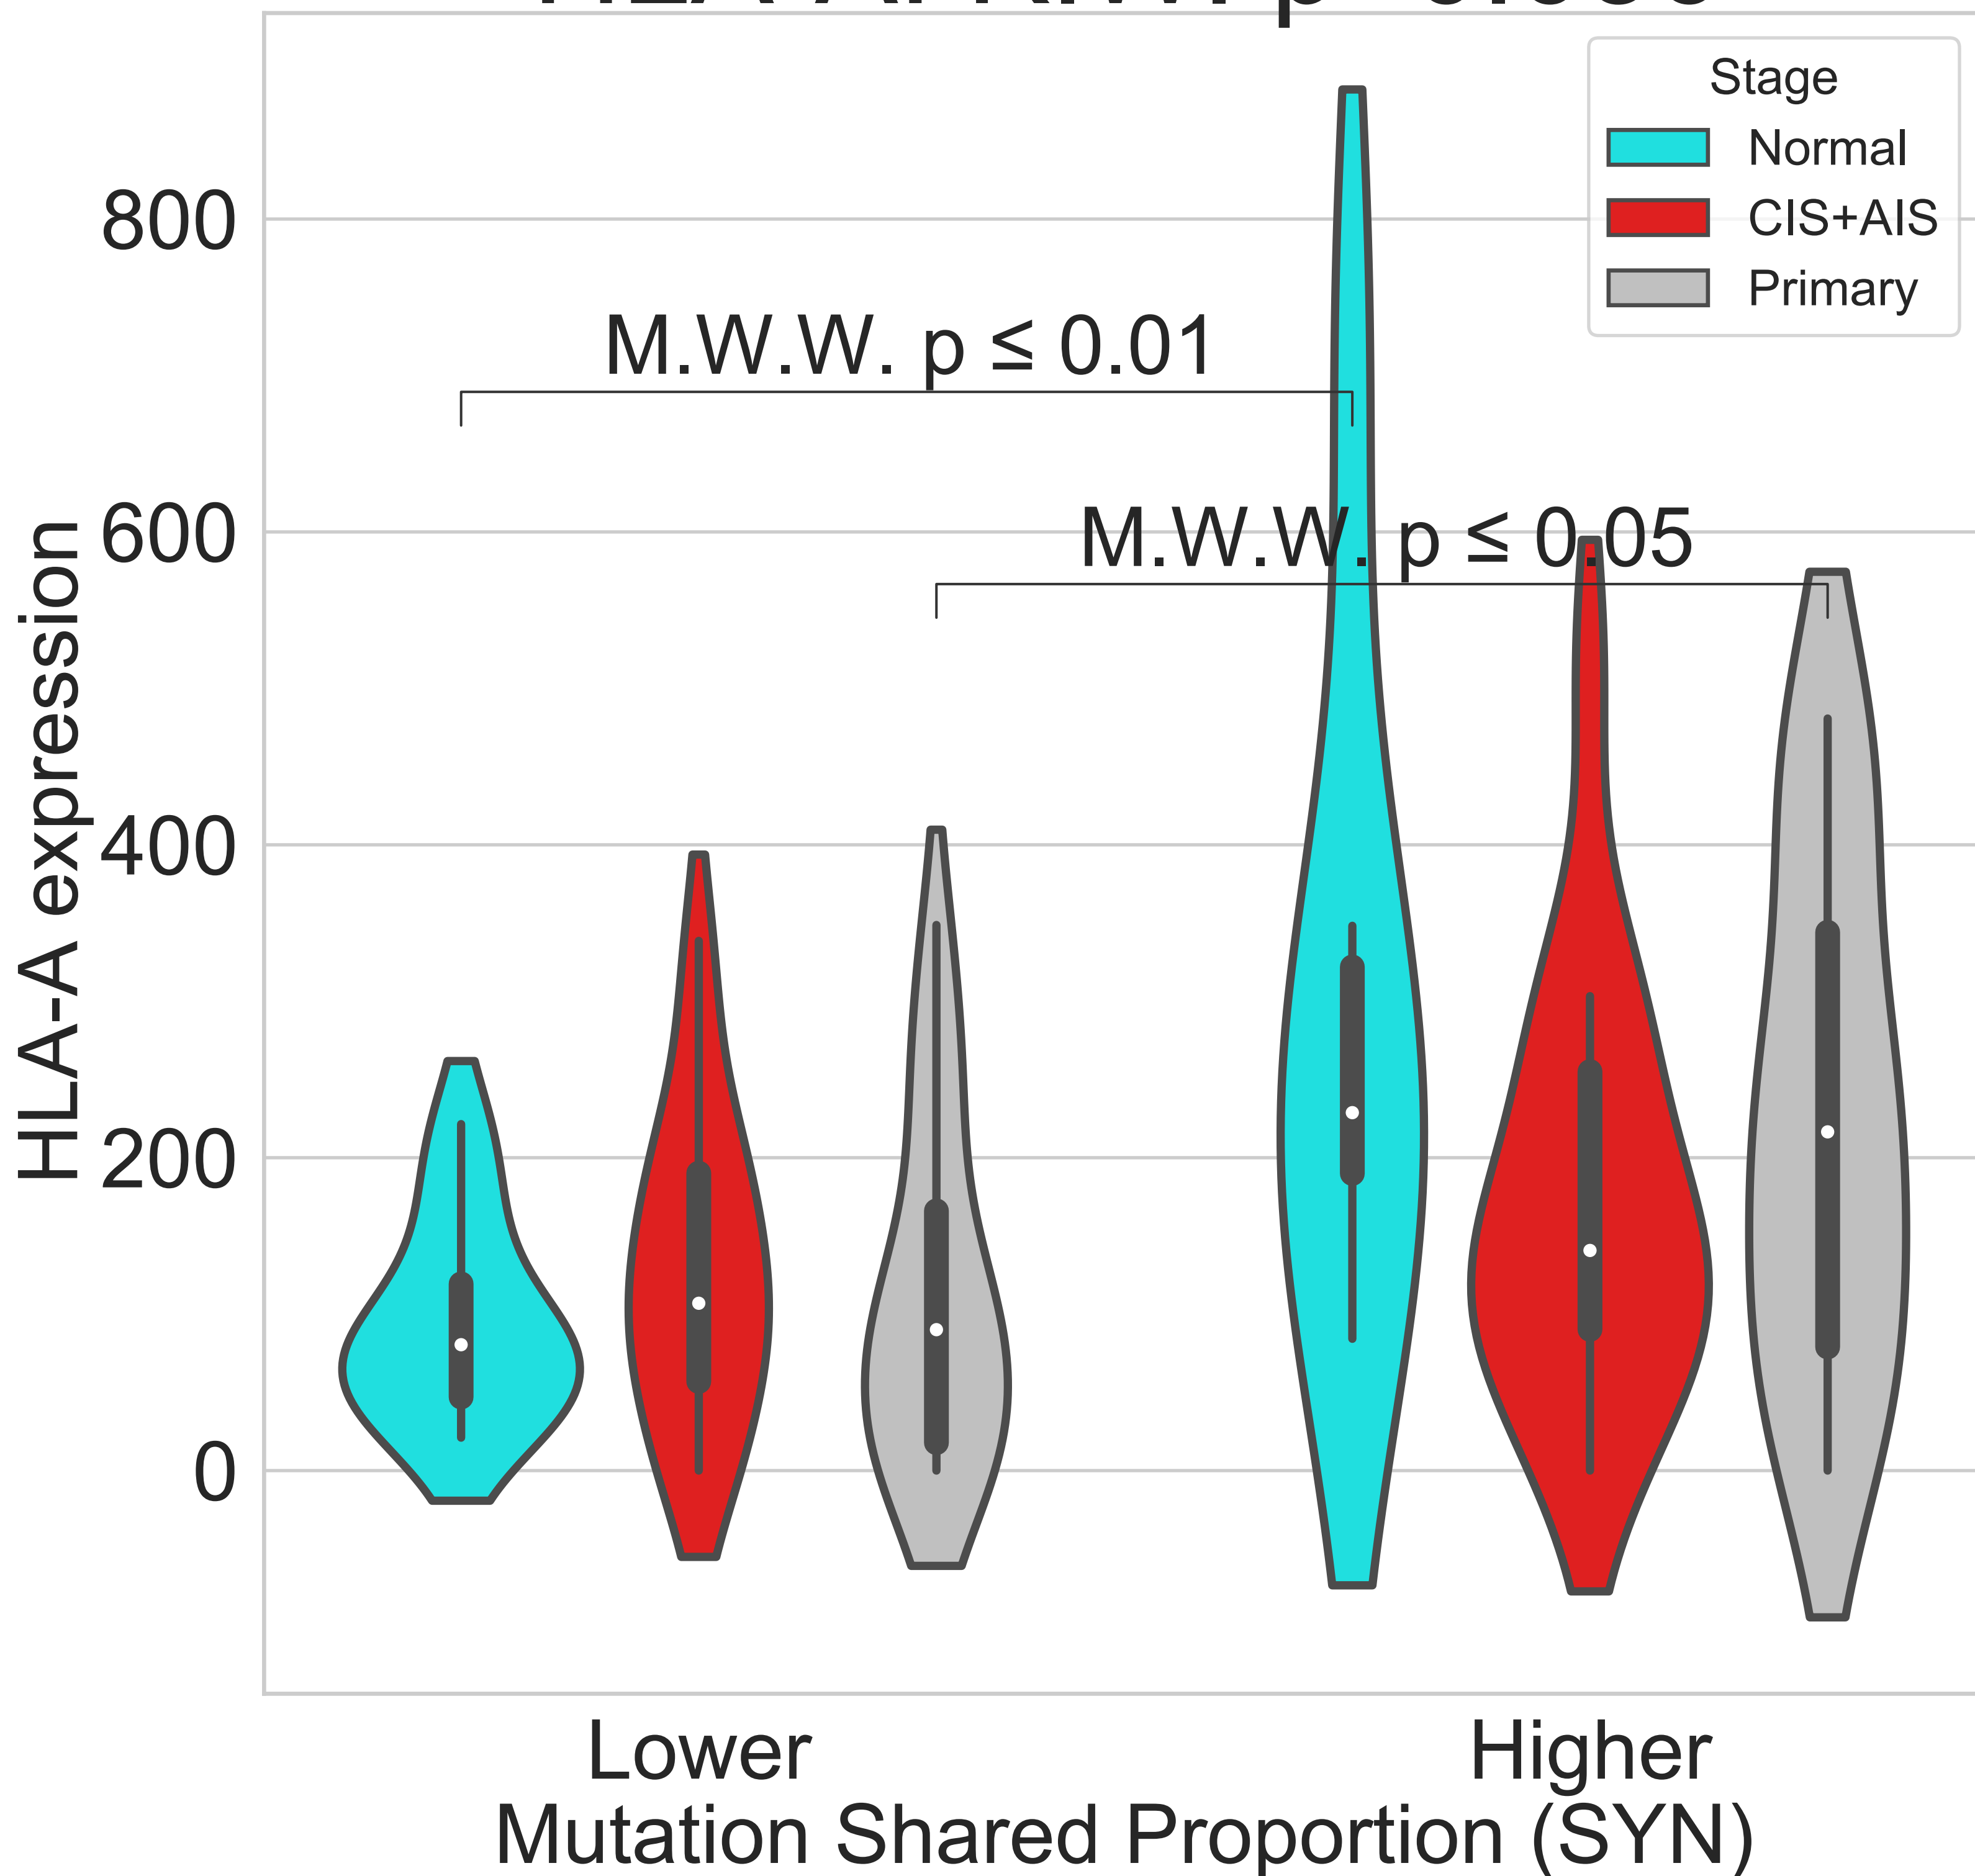 Stage
Normal
CIS+AIS
Primary
M.W.W. p ≤ 0.01
M.W.W. p ≤ 0.05
800
600
400
200
0
HLA-A expression
Lower
Higher
Mutation Shared Proportion (SYN)